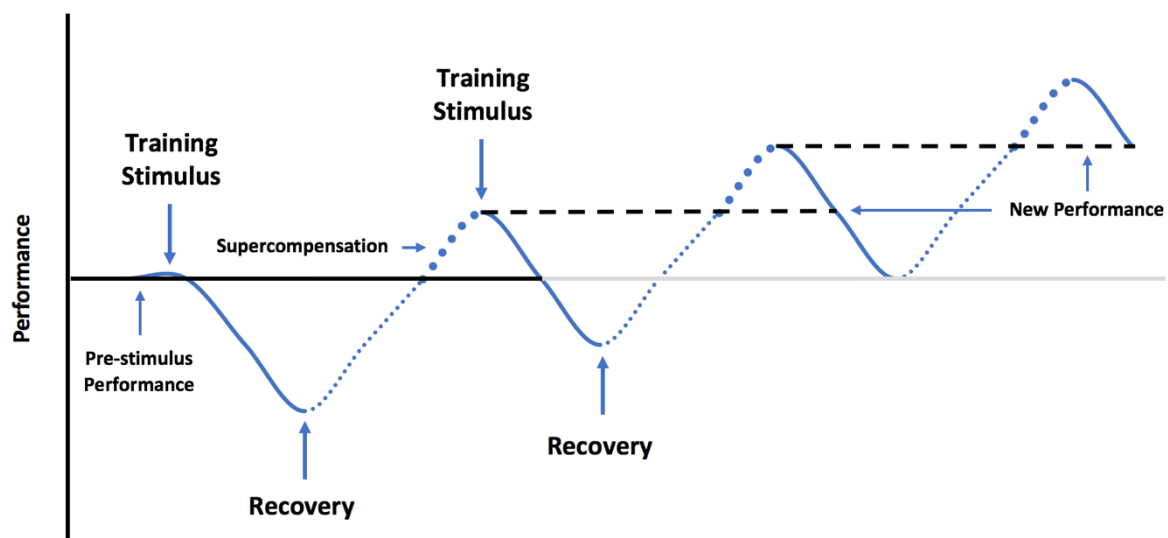 Training
Stimulus
Training
Stimulus
Supercompensation
New Performance
Performance
Pre-stimulus
Performance
Recovery
Recovery